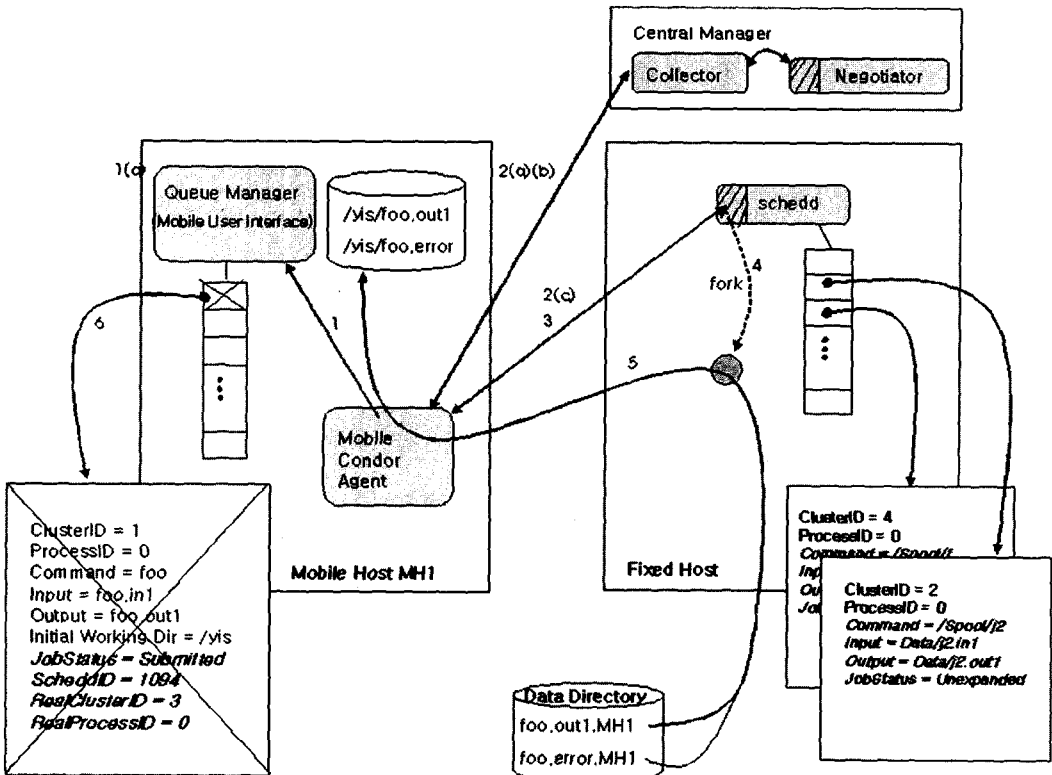 Central Manager
Collector
Negotiator
1(a)
Queue Manager
(Mobile User Interface)
/yis/foo.out1
/yis/foo.error
2(a)(b)
schedd
4
fork
2(c)
3
6
1
5
Mobile
Condor
Agent
Mobile Host MH1
Fixed Host
ClusterID = 1
ProcessID = 0
Command = foo
Input = foo.in1
Output = foo.out1
Initial Working Dir = /yis
JobStatus = Submitted
ScheddID = 1094
RealClusterID = 3
RealProcessID = 0
ClusterID = 4
ProcessID = 0
Command =
Inp
Ou
Jo
ClusterID = 2
ProcessID = 0
Command = /Spool/j2
Input = Data/j2.in1
Output = Data/j2.out1
JobStatus = Unexpanded
Data Directory
foo.out1.MH1
foo.error.MH1